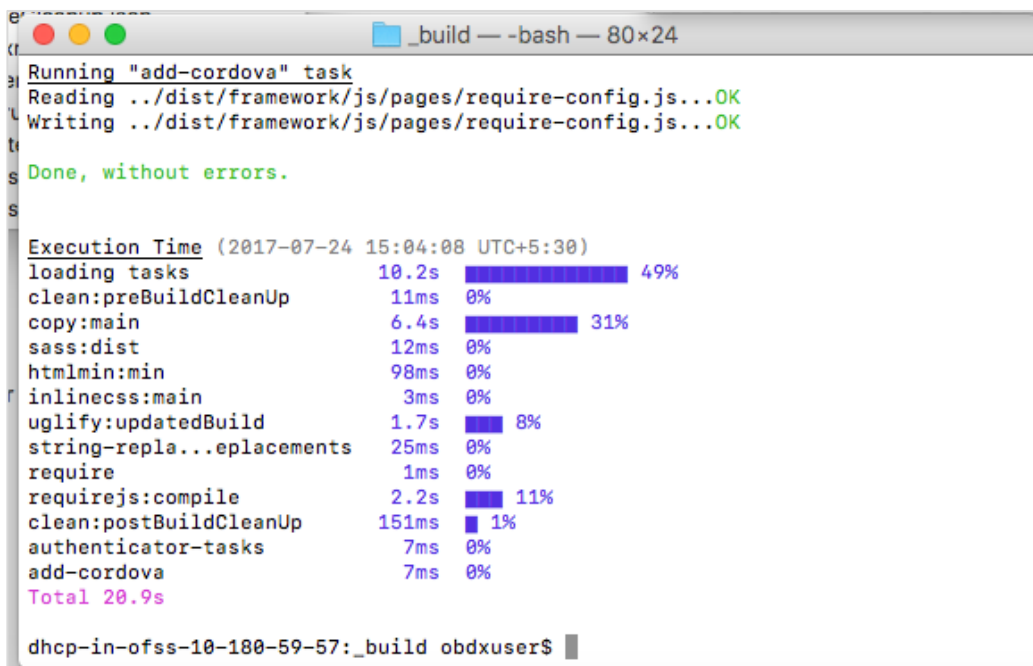 _build — -bash — 80×24
Running "add-cordova" task
Reading ../dist/framework/js/pages/require-config.js...OK
Writing ../dist/framework/js/pages/require-config.js...OK
Done, without errors.
Execution Time (2017-07-24 15:04:08 UTC+5:30)
loading tasks 10.2s 49%
clean:preBuildCleanUp 11ms 0%
copy:main 6.4s 31%
sass:dist 12ms 0%
htmlmin:min 98ms 0%
inlinecss:main 3ms 0%
uglify:updatedBuild 1.7s 8%
string-repla...eplacements 25ms 0%
require 1ms 0%
requirejs:compile 2.2s 11%
clean:postBuildCleanUp 151ms 1%
authenticator-tasks 7ms 0%
add-cordova 7ms 0%
Total 20.9s
dhcp-in-ofss-10-180-59-57:_build obdxuser$